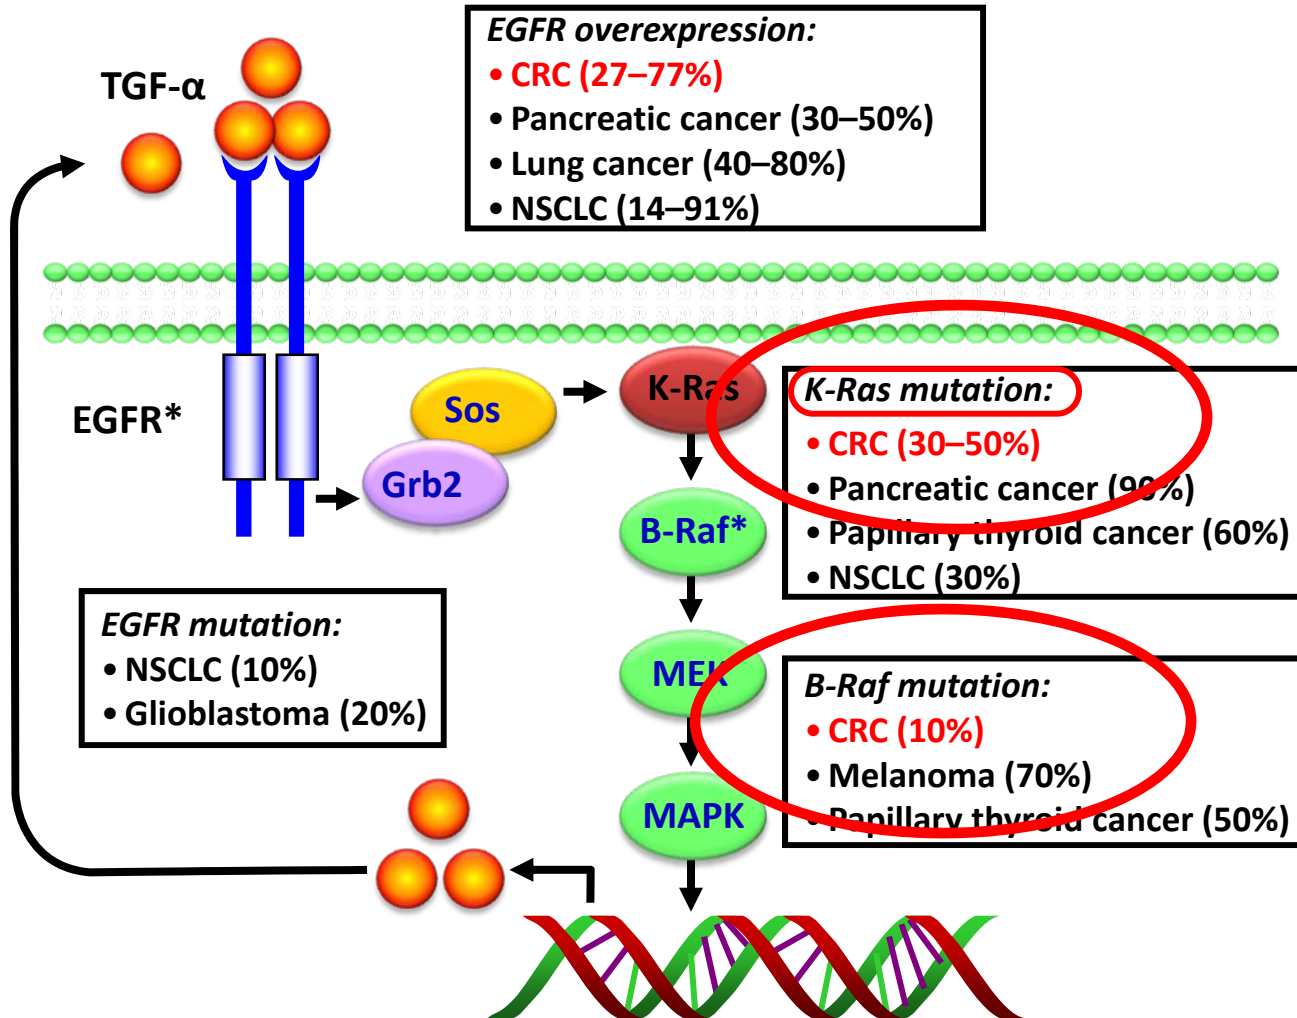 EGFR overexpression:
• CRC (27–77%)
• Pancreatic cancer (30–50%)
• Lung cancer (40–80%)
• NSCLC (14–91%)
TGF-α
EGFR*
Sos
Grb2
K-Ras
B-Raf*
MEK
MAPK
K-Ras mutation:
• CRC (30–50%)
• Pancreatic cancer (90%)
• Papillary thyroid cancer (60%)
• NSCLC (30%)
EGFR mutation:
• NSCLC (10%)
• Glioblastoma (20%)
B-Raf mutation:
• CRC (10%)
• Melanoma (70%)
• Papillary thyroid cancer (50%)